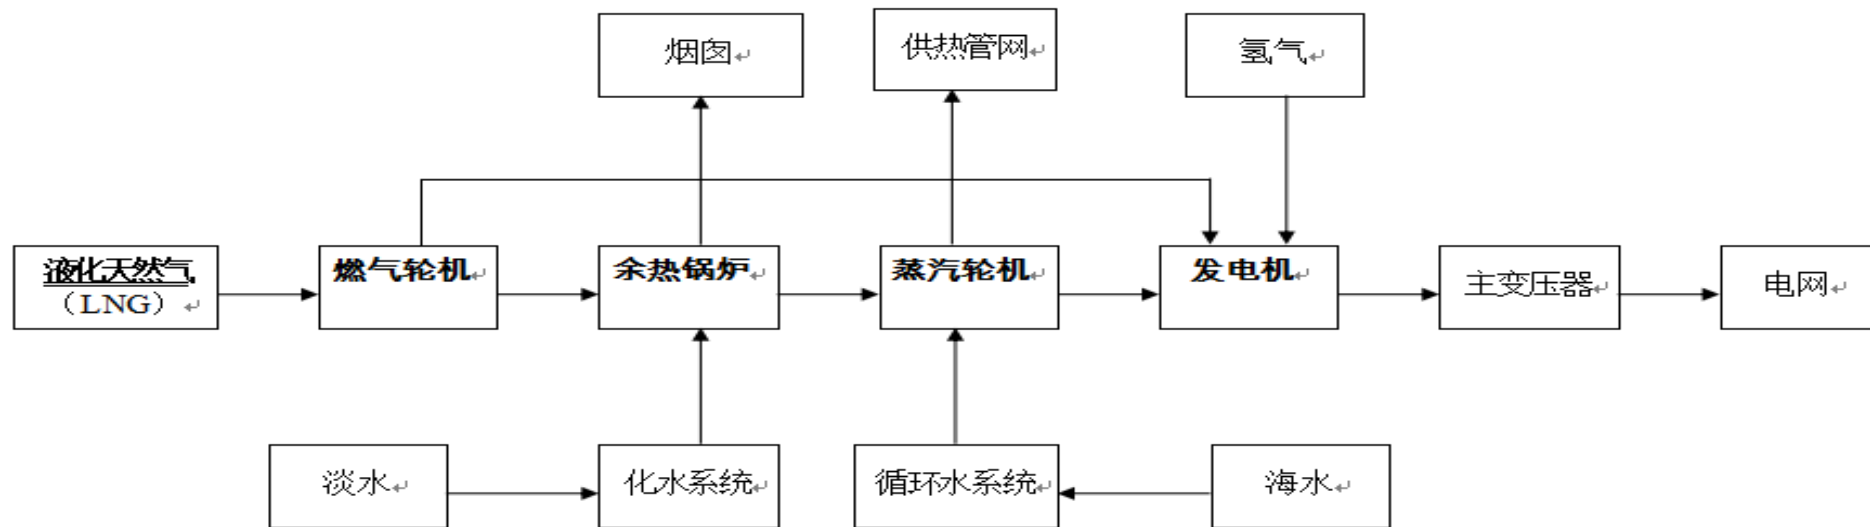 烟囱
供热管网
氢气
液化天然气
（LNG）
燃气轮机
余热锅炉
蒸汽轮机
发电机
主变压器
电网
淡水
化水系统
循环水系统
海水